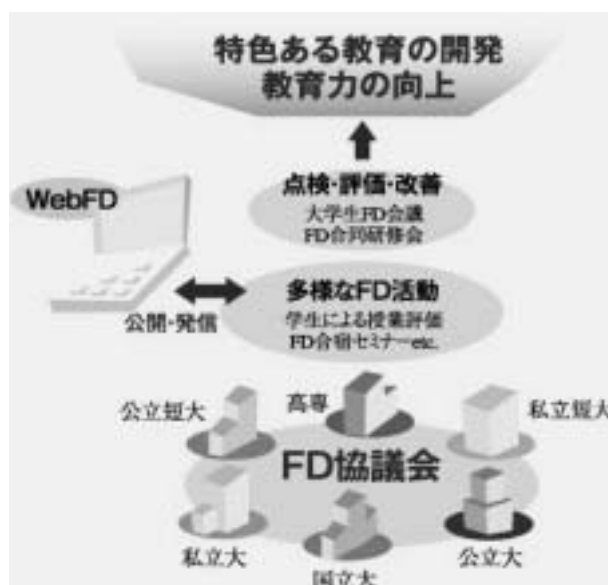 特色ある教育の開発
教育力の向上
WebFD
点検・評価・改善
大学生FD会議
FD合同研修会
公開・発信
多様なFD活動
学生による授業評価
FD合宿セミナーetc.
公立短大
高専
私立短大
FD協議会
私立大
国立大
公立大